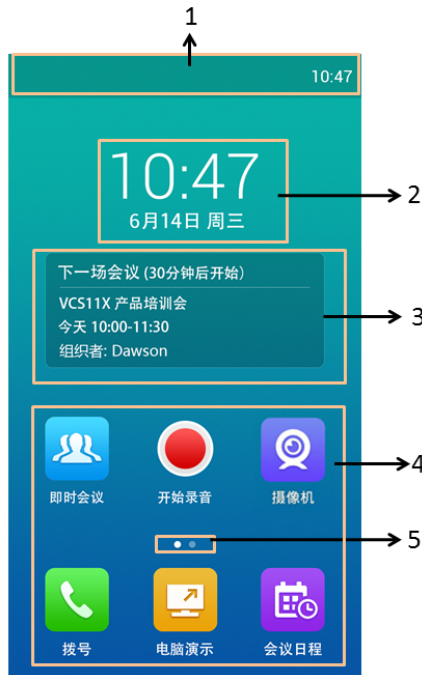 1
10:47
10:47
2
6月14日 周三
下一场会议 (30分钟后开始)
VCS11X 产品培训会
3
今天 10:00-11:30
组织者: Dawson
4
即时会议 开始录音 摄像机
5
拨号 电脑演示 会议日程